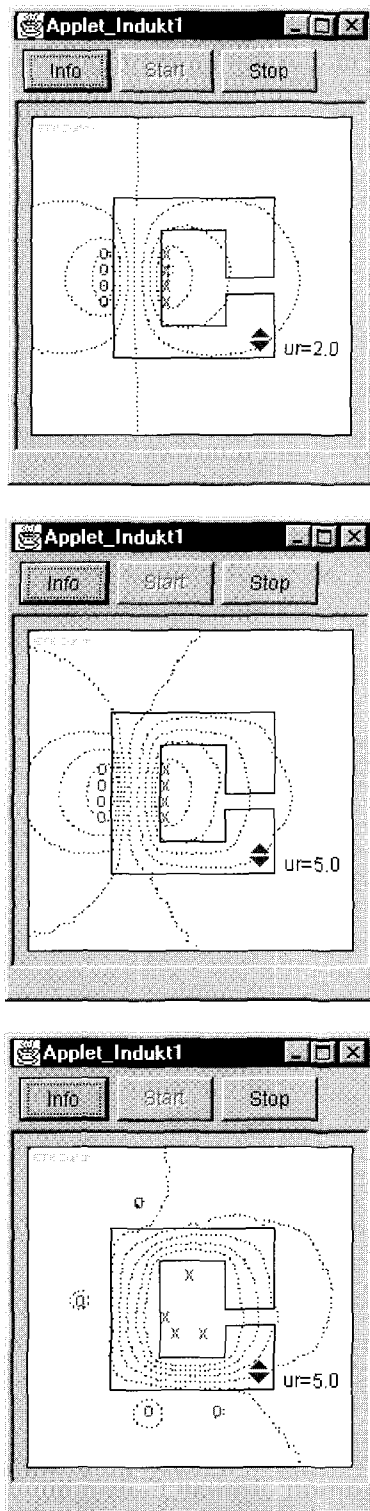 Applet_Indukt1
Info Start Stop
o x
o x
o x
o x
ur=2.0
Applet_Indukt1
Info Start Stop
o x
o x
o x
o x
ur=5.0
Applet_Indukt1
Info Start Stop
o
x
o
x
x x
ur=5.0
o o